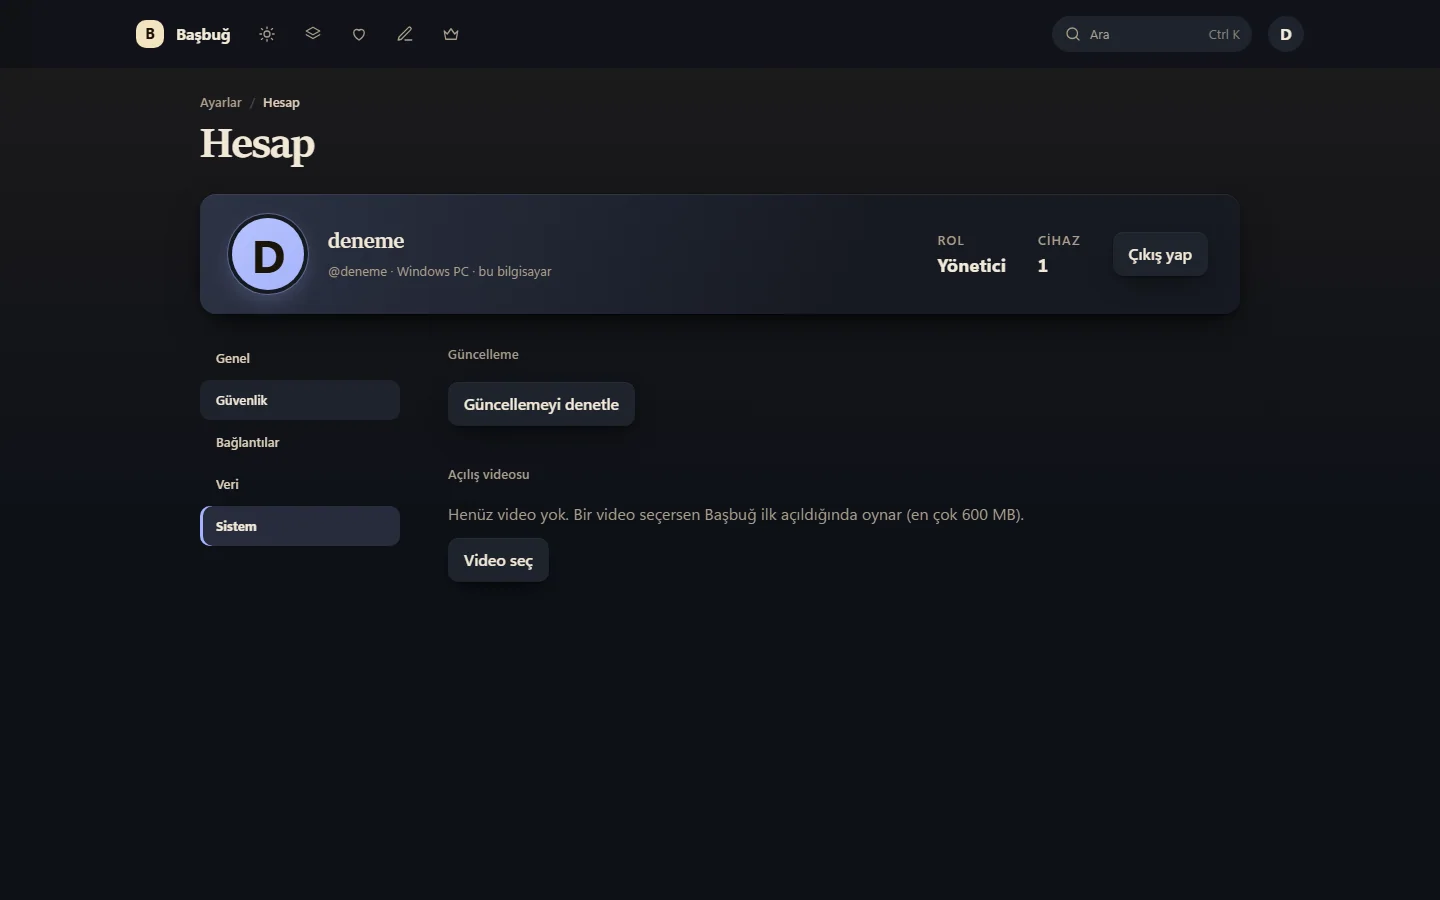 B Başbuğ Ara Ctrl K D
Ayarlar / Hesap
Hesap
D
deneme
@deneme · Windows PC · bu bilgisayar
ROL
Yönetici
CİHAZ
1
Çıkış yap
Genel
Güvenlik
Bağlantılar
Veri
Sistem
Güncelleme
Güncellemeyi denetle
Açılış videosu
Henüz video yok. Bir video seçersen Başbuğ ilk açıldığında oynar (en çok 600 MB).
Video seç